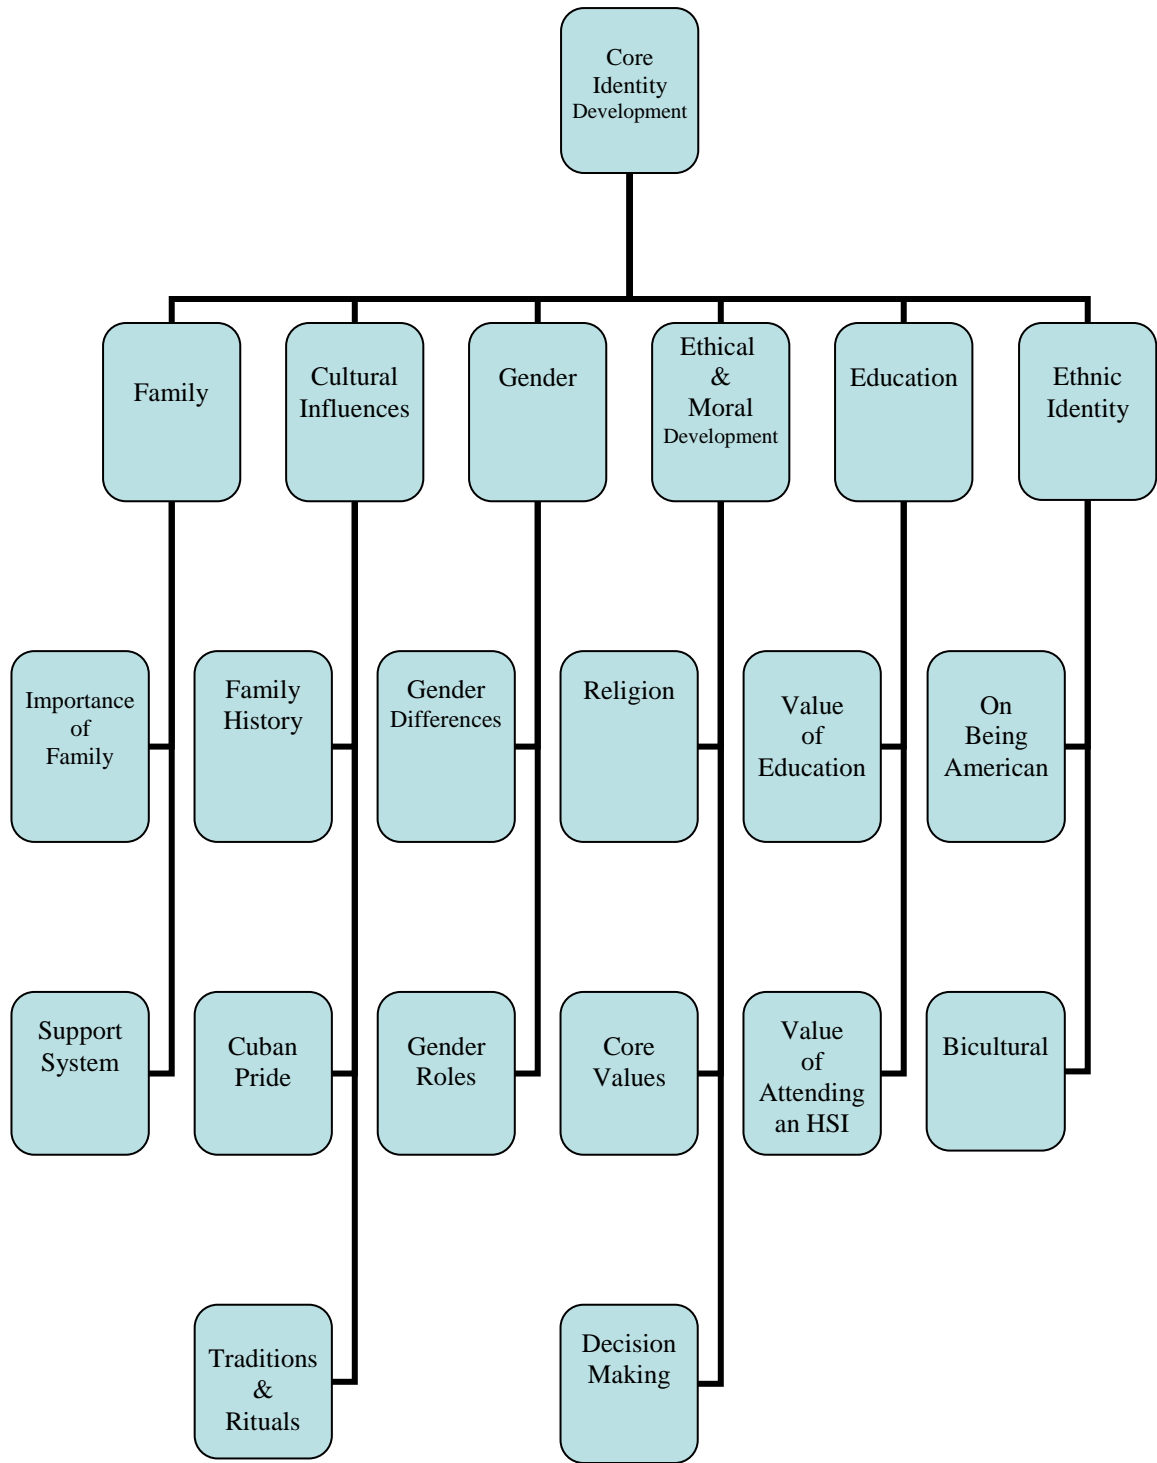 Core
Identity
Development
Family
Cultural
Influences
Gender
Ethical
&
Moral
Development
Education
Ethnic
Identity
Importance
of
Family
Family
History
Gender
Differences
Religion
Value
of
Education
On
Being
American
Support
System
Cuban
Pride
Gender
Roles
Core
Values
Value
of
Attending
an HSI
Bicultural
Traditions
&
Rituals
Decision
Making